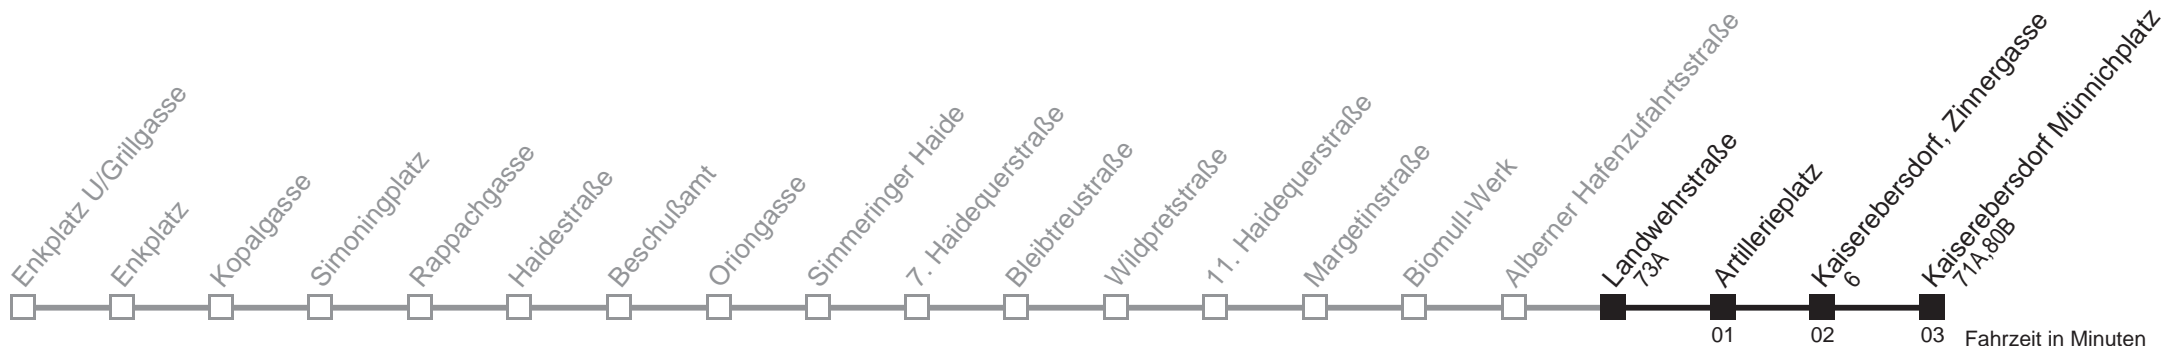 Enkplatz U/Grillgasse
Enkplatz
Kopalgasse
Simoningplatz
Rappachgasse
Haidestraße
Beschußamt
Oriongasse
Simmeringer Haide
7. Haidequerstraße
Bleibtreustraße
Wildpretstraße
11. Haidequerstraße
Margetinstraße
Biomull-Werk
Alberner Hafenzufahrtsstraße
Landwehrstraße
73A
Artillerieplatz
Kaiserebersdorf, Zinnergasse
6
Kaiserebersdorf Münnichplatz
71A,80B
01
02
03
Fahrzeit in Minuten